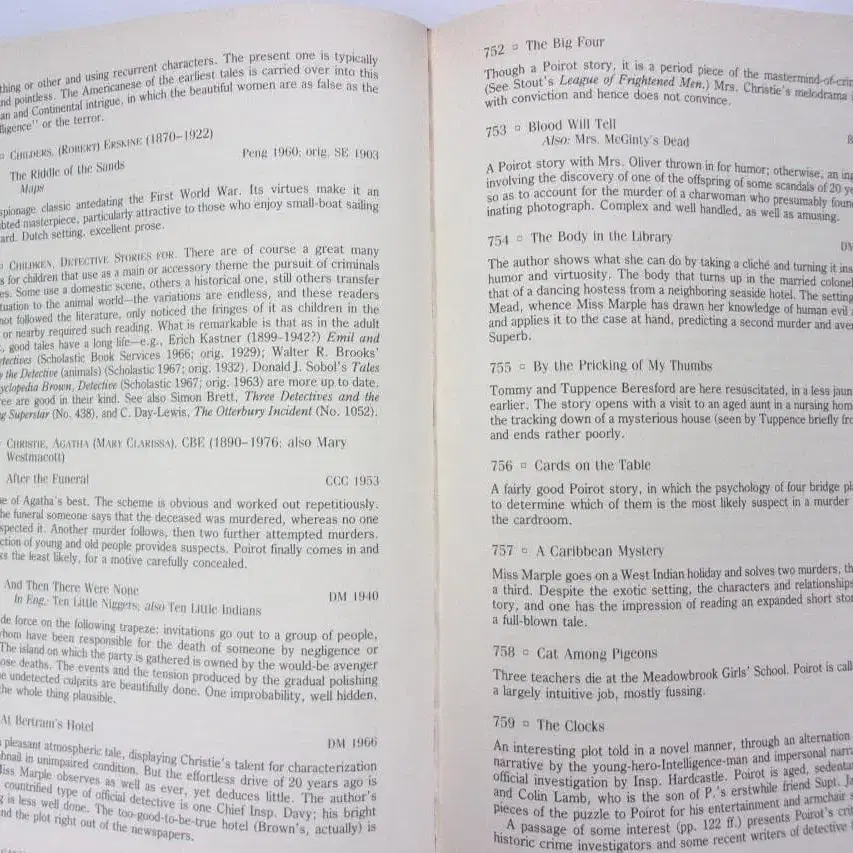 thing or other and using recurrent characters. The present one is typically
nd pointless. The Americanese of the earliest tales is carried over into this
an and Continental intrigue, in which the beautiful women are as false as the
lligence" or the terror.
CHILDERS, (ROBERT) ERSKINE (1870–1922)
The Riddle of the Sands Peng 1960; orig. SE 1903
Maps
spionage classic antedating the First World War. Its virtues make it an
bted masterpiece, particularly attractive to those who enjoy small-boat sailing
ard. Dutch setting, excellent prose.
CHILDREN, DETECTIVE STORIES FOR. There are of course a great many
s for children that use as a main or accessory theme the pursuit of criminals
es. Some use a domestic scene, others a historical one, still others transfer
tuation to the animal world—the variations are endless, and these readers
not followed the literature, only noticed the fringes of it as children in the
or nearby required such reading. What is remarkable is that as in the adult
, good tales have a long life—e.g., Erich Kastner (1899–1942?) Emil and
etectives (Scholastic Book Services 1966; orig. 1929); Walter R. Brooks'
the Detective (animals) (Scholastic 1967; orig. 1932). Donald J. Sobol's Tales
yclopedia Brown, Detective (Scholastic 1967; orig. 1963) are more up to date.
ree are good in their kind. See also Simon Brett, Three Detectives and the
g Superstar (No. 438), and C. Day-Lewis, The Otterbury Incident (No. 1052).
CHRISTIE, AGATHA (MARY CLARISSA), CBE (1890–1976; also Mary
Westmacott)
After the Funeral CCC 1953
e of Agatha's best. The scheme is obvious and worked out repetitiously.
he funeral someone says that the deceased was murdered, whereas no one
spected it. Another murder follows, then two further attempted murders.
ction of young and old people provides suspects. Poirot finally comes in and
ks the least likely, for a motive carefully concealed.
And Then There Were None DM 1940
In Eng.: Ten Little Niggers; also Ten Little Indians
de force on the following trapeze: invitations go out to a group of people,
hom have been responsible for the death of someone by negligence or
The island on which the party is gathered is owned by the would-be avenger
ose deaths. The events and the tension produced by the gradual polishing
e undetected culprits are beautifully done. One improbability, well hidden,
the whole thing plausible.
At Bertram's Hotel DM 1966
pleasant atmospheric tale, displaying Christie's talent for characterization
bnail in unimpaired condition. But the effortless drive of 20 years ago is
iss Marple observes as well as ever, yet deduces little. The author's
countrified type of official detective is one Chief Insp. Davy; his bright
g is less well done. The too-good-to-be-true hotel (Brown's, actually) is
nd the plot right out of the newspapers.
752 ▫ The Big Four
Though a Poirot story, it is a period piece of the mastermind-of-crim
(See Stout's League of Frightened Men.) Mrs. Christie's melodrama
with conviction and hence does not convince.
753 ▫ Blood Will Tell
Also: Mrs. McGinty's Dead
A Poirot story with Mrs. Oliver thrown in for humor; otherwise, an ing
involving the discovery of one of the offspring of some scandals of 20 ye
so as to account for the murder of a charwoman who presumably foun
inating photograph. Complex and well handled, as well as amusing.
754 ▫ The Body in the Library DM
The author shows what she can do by taking a cliché and turning it ins
humor and virtuosity. The body that turns up in the married colonel
that of a dancing hostess from a neighboring seaside hotel. The setting
Mead, whence Miss Marple has drawn her knowledge of human evil
and applies it to the case at hand, predicting a second murder and aver
Superb.
755 ▫ By the Pricking of My Thumbs
Tommy and Tuppence Beresford are here resuscitated, in a less jaun
earlier. The story opens with a visit to an aged aunt in a nursing hom
the tracking down of a mysterious house (seen by Tuppence briefly fro
and ends rather poorly.
756 ▫ Cards on the Table
A fairly good Poirot story, in which the psychology of four bridge pl
to determine which of them is the most likely suspect in a murder
the cardroom.
757 ▫ A Caribbean Mystery
Miss Marple goes on a West Indian holiday and solves two murders, th
a third. Despite the exotic setting, the characters and relationships
tory, and one has the impression of reading an expanded short stor
a full-blown tale.
758 ▫ Cat Among Pigeons
Three teachers die at the Meadowbrook Girls' School. Poirot is call
a largely intuitive job, mostly fussing.
759 ▫ The Clocks
An interesting plot told in a novel manner, through an alternation
narrative by the young-hero-Intelligence-man and impersonal narra
official investigation by Insp. Hardcastle. Poirot is aged, sedentar
and Colin Lamb, who is the son of P.'s erstwhile friend Supt.
pieces of the puzzle to Poirot for his entertainment and armchair s
A passage of some interest (pp. 122 ff.) presents Poirot's crit
historic crime investigators and some recent writers of detective